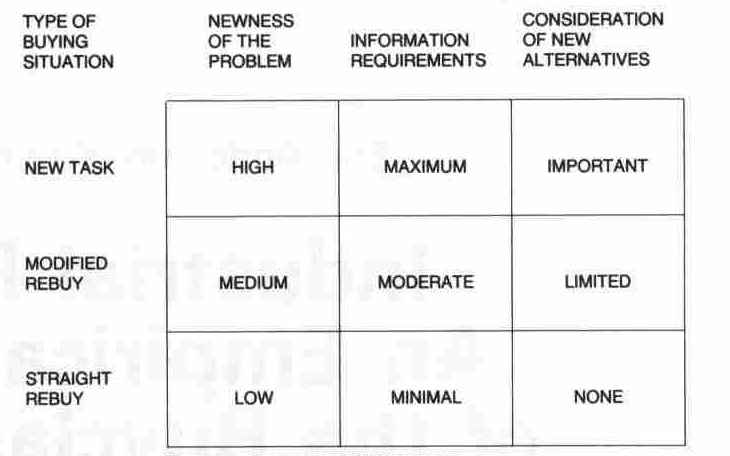 TYPE OF BUYING SITUATION
NEWNESS OF THE PROBLEM
INFORMATION REQUIREMENTS
CONSIDERATION OF NEW ALTERNATIVES
NEW TASK
HIGH
MAXIMUM
IMPORTANT
MODIFIED REBUY
MEDIUM
MODERATE
LIMITED
STRAIGHT REBUY
LOW
MINIMAL
NONE